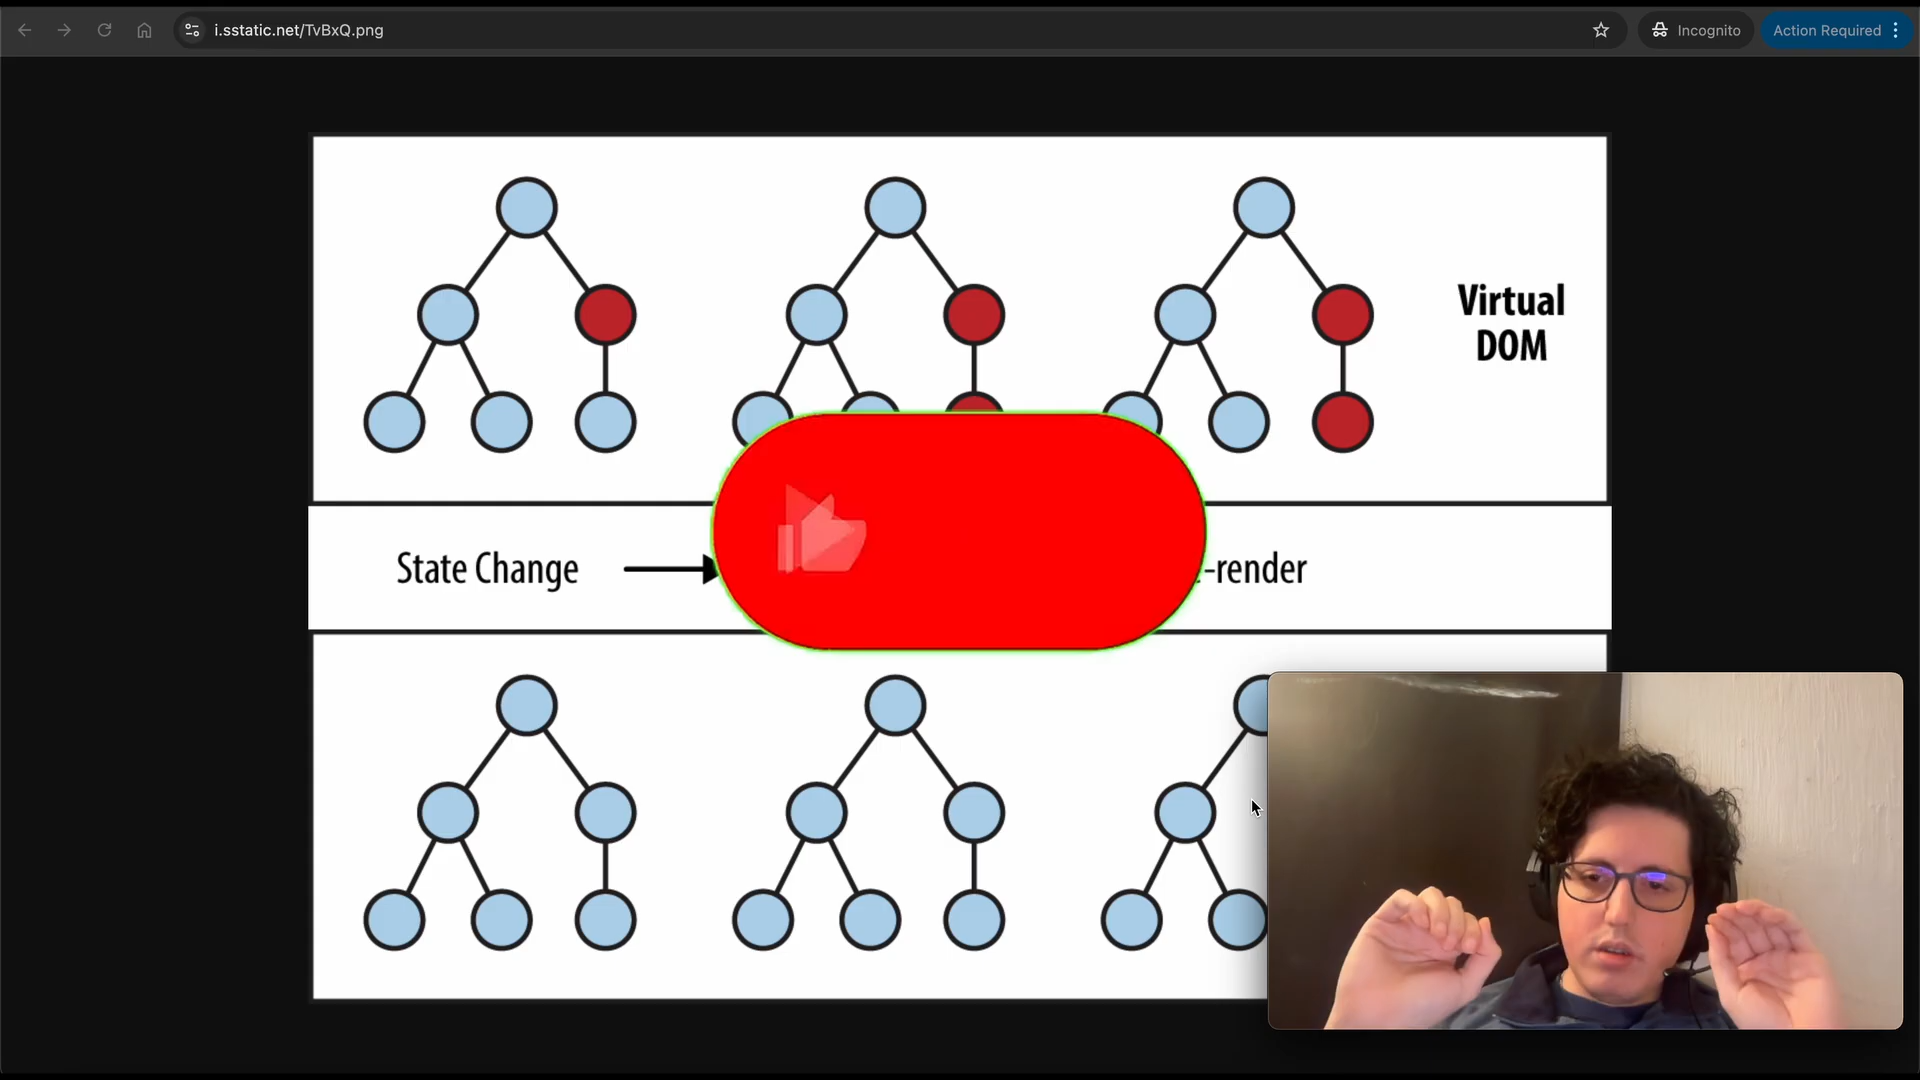 i.sstatic.net/TvBxQ.png
Incognito
Action Required
Virtual
DOM
State Change
-render